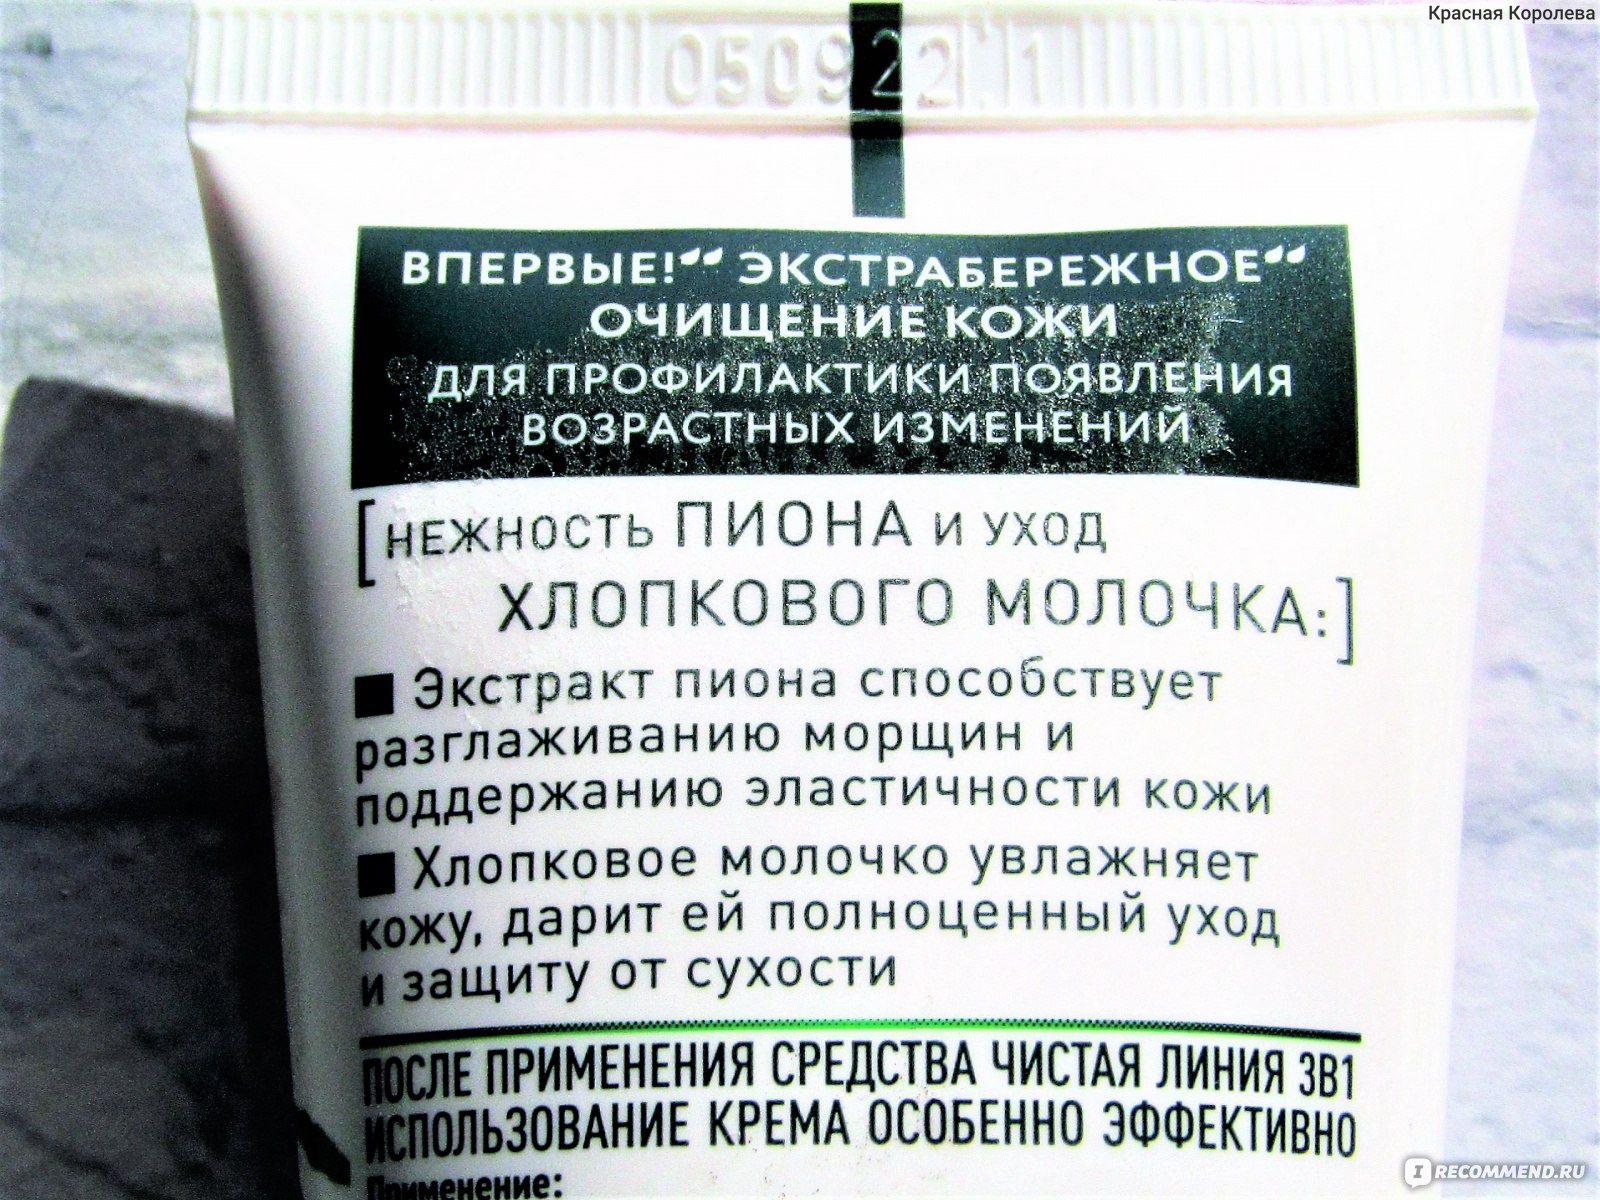 Красная Королева
050922 1
ВПЕРВЫЕ!“ ЭКСТРАБЕРЕЖНОЕ“
ОЧИЩЕНИЕ КОЖИ
ДЛЯ ПРОФИЛАКТИКИ ПОЯВЛЕНИЯ
ВОЗРАСТНЫХ ИЗМЕНЕНИЙ
[НЕЖНОСТЬ ПИОНА И УХОД
ХЛОПКОВОГО МОЛОЧКА:]
■ Экстракт пиона способствует
разглаживанию морщин и
поддержанию эластичности кожи
■ Хлопковое молочко увлажняет
кожу, дарит ей полноценный уход
и защиту от сухости
ПОСЛЕ ПРИМЕНЕНИЯ СРЕДСТВА ЧИСТАЯ ЛИНИЯ 3В1
ИСПОЛЬЗОВАНИЕ КРЕМА ОСОБЕННО ЭФФЕКТИВНО
Применение:
IRECOMMEND.RU